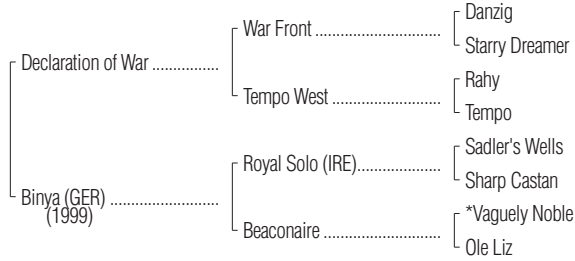 Danzig
War Front
Starry Dreamer
Declaration of War
Rahy
Tempo West
Tempo
Sadler's Wells
Royal Solo (IRE)
Sharp Castan
Binya (GER)
(1999)
*Vaguely Noble
Beaconaire
Ole Liz